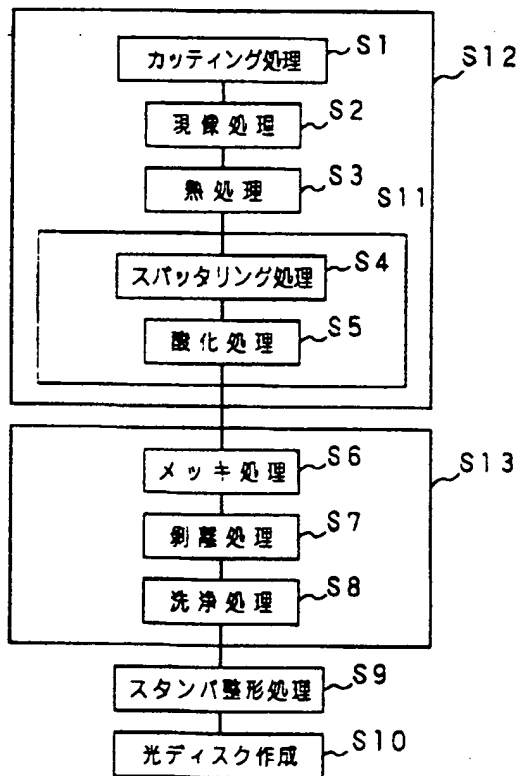 カッティング処理 S1
S12
現像処理 S2
熱処理 S3
S11
スパッタリング処理 S4
酸化処理 S5
メッキ処理 S6
S13
剥離処理 S7
洗浄処理 S8
スタンパ整形処理 S9
光ディスク作成 S10